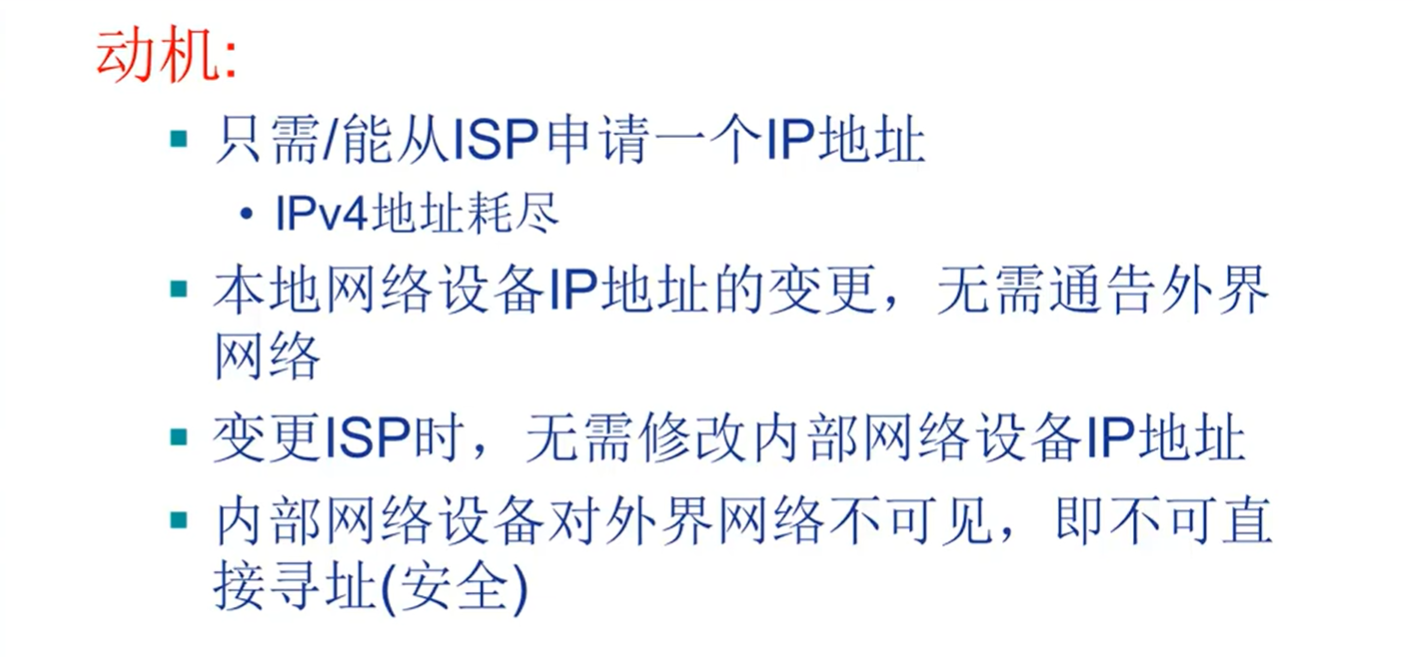 动机:
▪ 只需/能从ISP申请一个IP地址
• IPv4地址耗尽
▪ 本地网络设备IP地址的变更，无需通告外界
网络
▪ 变更ISP时，无需修改内部网络设备IP地址
▪ 内部网络设备对外界网络不可见，即不可直
接寻址(安全)